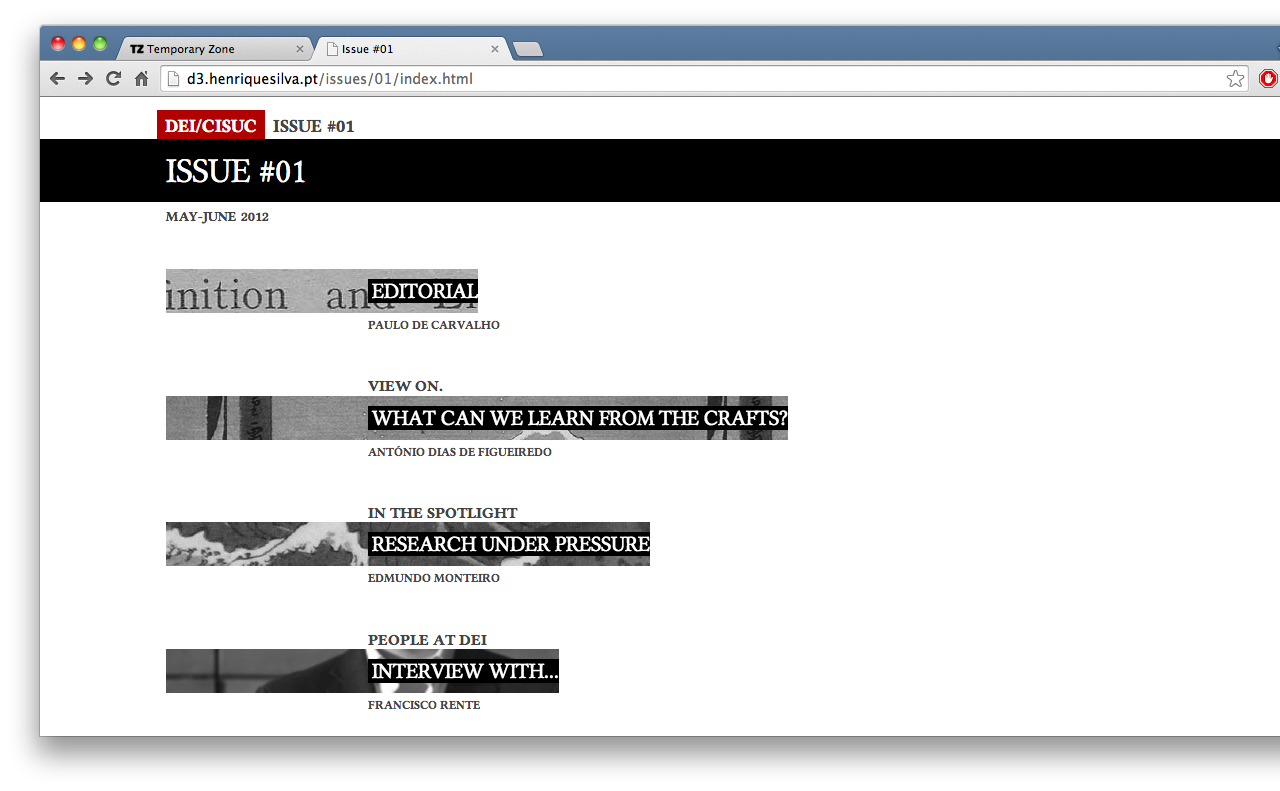 TZ Temporary Zone
Issue #01
d3.henriquesilva.pt/issues/01/index.html
DEI/CISUC ISSUE #01
ISSUE #01
MAY-JUNE 2012
inition and
EDITORIAL
PAULO DE CARVALHO
VIEW ON.
WHAT CAN WE LEARN FROM THE CRAFTS?
ANTÓNIO DIAS DE FIGUEIREDO
IN THE SPOTLIGHT
RESEARCH UNDER PRESSURE
EDMUNDO MONTEIRO
PEOPLE AT DEI
INTERVIEW WITH...
FRANCISCO RENTE